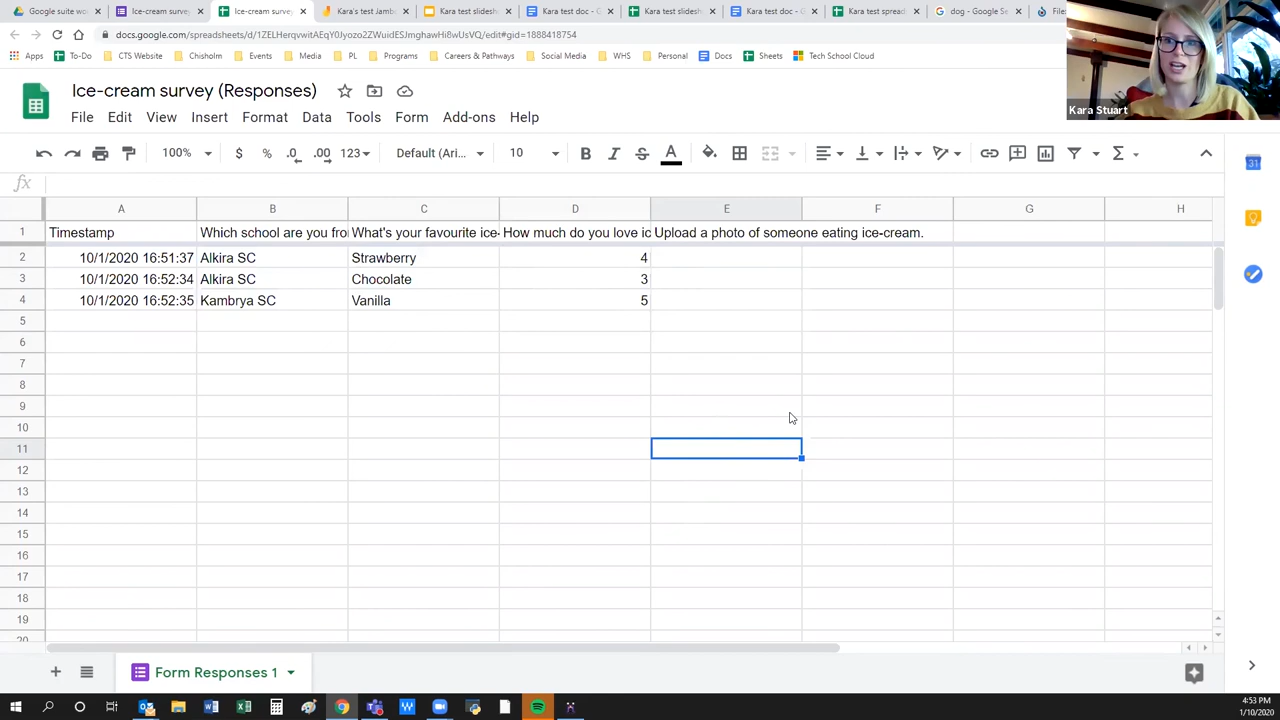 Google suite wo
Ice-cream surve
Ice-cream surve
Kara's test Jamb
Kara test slidesh
Kara test doc - G
Kara test slidesh
Kara test doc - G
Kara test spread
dog - Google Se
Files
docs.google.com/spreadsheets/d/1ZELHerqvwitAEqY0Jyozo2ZWuidESJmghawHi8wUsVQ/edit#gid=1888418754
Apps To-Do CTS Website Chisholm Events Media PL Programs Careers & Pathways Social Media WHS Personal Docs Sheets Tech School Cloud
Kara Stuart
Ice-cream survey (Responses)
File Edit View Insert Format Data Tools Form Add-ons Help
100% $ % .0 .00 123 Default (Ari... 10 B I S A Σ
31
fx
A B C D E F G H
1 Timestamp Which school are you fro What's your favourite ice- How much do you love ic Upload a photo of someone eating ice-cream.
2 10/1/2020 16:51:37 Alkira SC Strawberry 4
3 10/1/2020 16:52:34 Alkira SC Chocolate 3
4 10/1/2020 16:52:35 Kambrya SC Vanilla 5
5
6
7
8
9
10
11
12
13
14
15
16
17
18
19
20
Form Responses 1
4:53 PM
1/10/2020